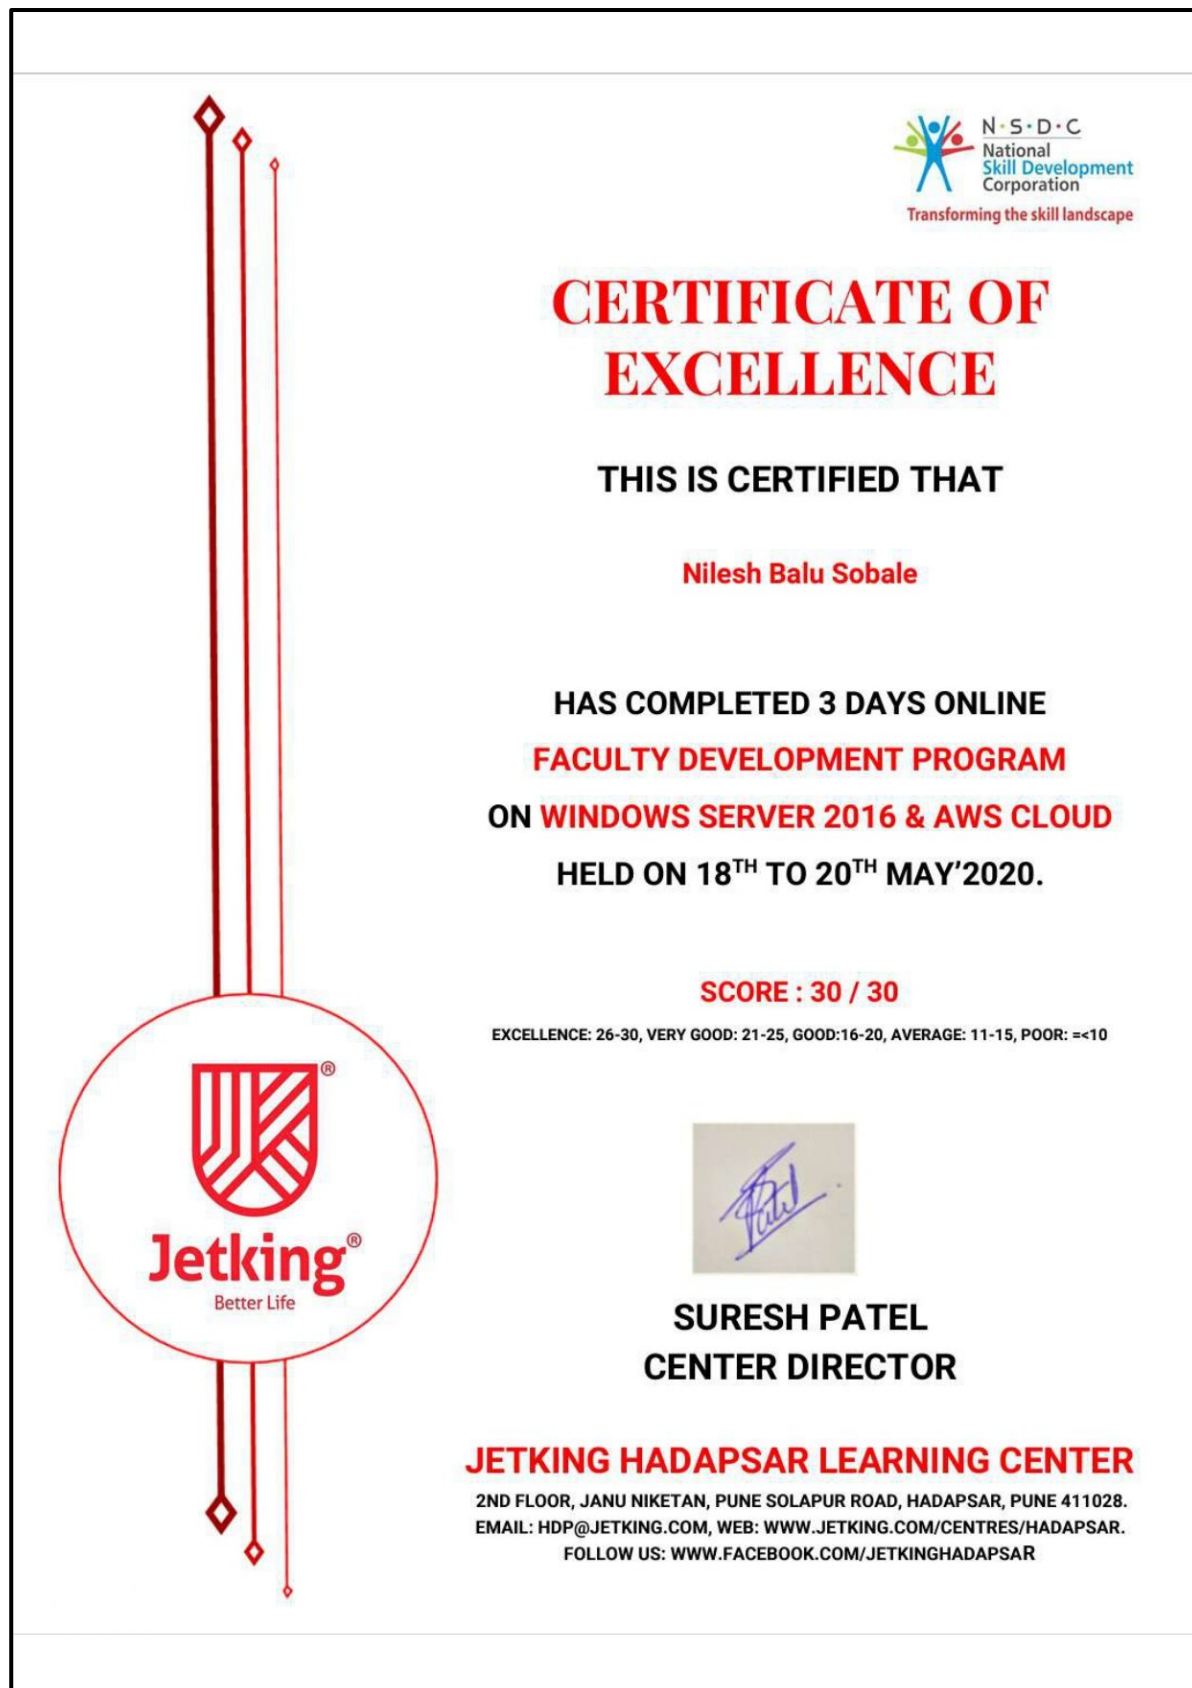 N·S·D·C
National
Skill Development
Corporation
Transforming the skill landscape
CERTIFICATE OF
EXCELLENCE
THIS IS CERTIFIED THAT
Nilesh Balu Sobale
HAS COMPLETED 3 DAYS ONLINE
FACULTY DEVELOPMENT PROGRAM
ON WINDOWS SERVER 2016 & AWS CLOUD
HELD ON 18TH TO 20TH MAY'2020.
SCORE : 30 / 30
EXCELLENCE: 26-30, VERY GOOD: 21-25, GOOD:16-20, AVERAGE: 11-15, POOR: =<10
JK®
Jetking®
Better Life
Patel
SURESH PATEL
CENTER DIRECTOR
JETKING HADAPSAR LEARNING CENTER
2ND FLOOR, JANU NIKETAN, PUNE SOLAPUR ROAD, HADAPSAR, PUNE 411028.
EMAIL: HDP@JETKING.COM, WEB: WWW.JETKING.COM/CENTRES/HADAPSAR.
FOLLOW US: WWW.FACEBOOK.COM/JETKINGHADAPSAR